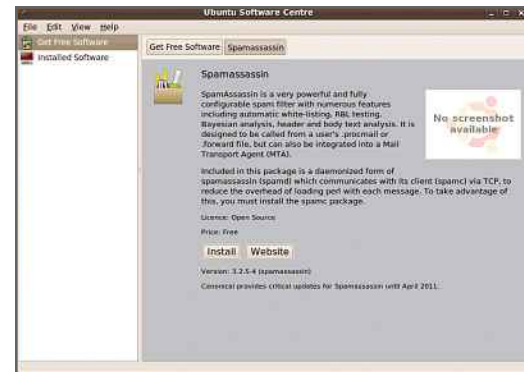 Ubuntu Software Centre
File Edit View Help
Get Free Software
Installed Software
Get Free Software Spamassassin
Spamassassin
SpamAssassin is a very powerful and fully
configurable spam filter with numerous features
including automatic white-listing, RBL testing,
Bayesian analysis, header and body text analysis. It is
designed to be called from a user's .procmail or
.forward file, but can also be integrated into a Mail
Transport Agent (MTA).
No screenshot
available
Included in this package is a daemonized form of
spamassassin (spamd) which communicates with its client (spamc) via TCP, to
reduce the overhead of loading perl with each message. To take advantage of
this, you must install the spamc package.
Licence: Open Source
Price: Free
Install Website
Version: 3.2.5-4 (spamassassin)
Canonical provides critical updates for Spamassassin until April 2011.